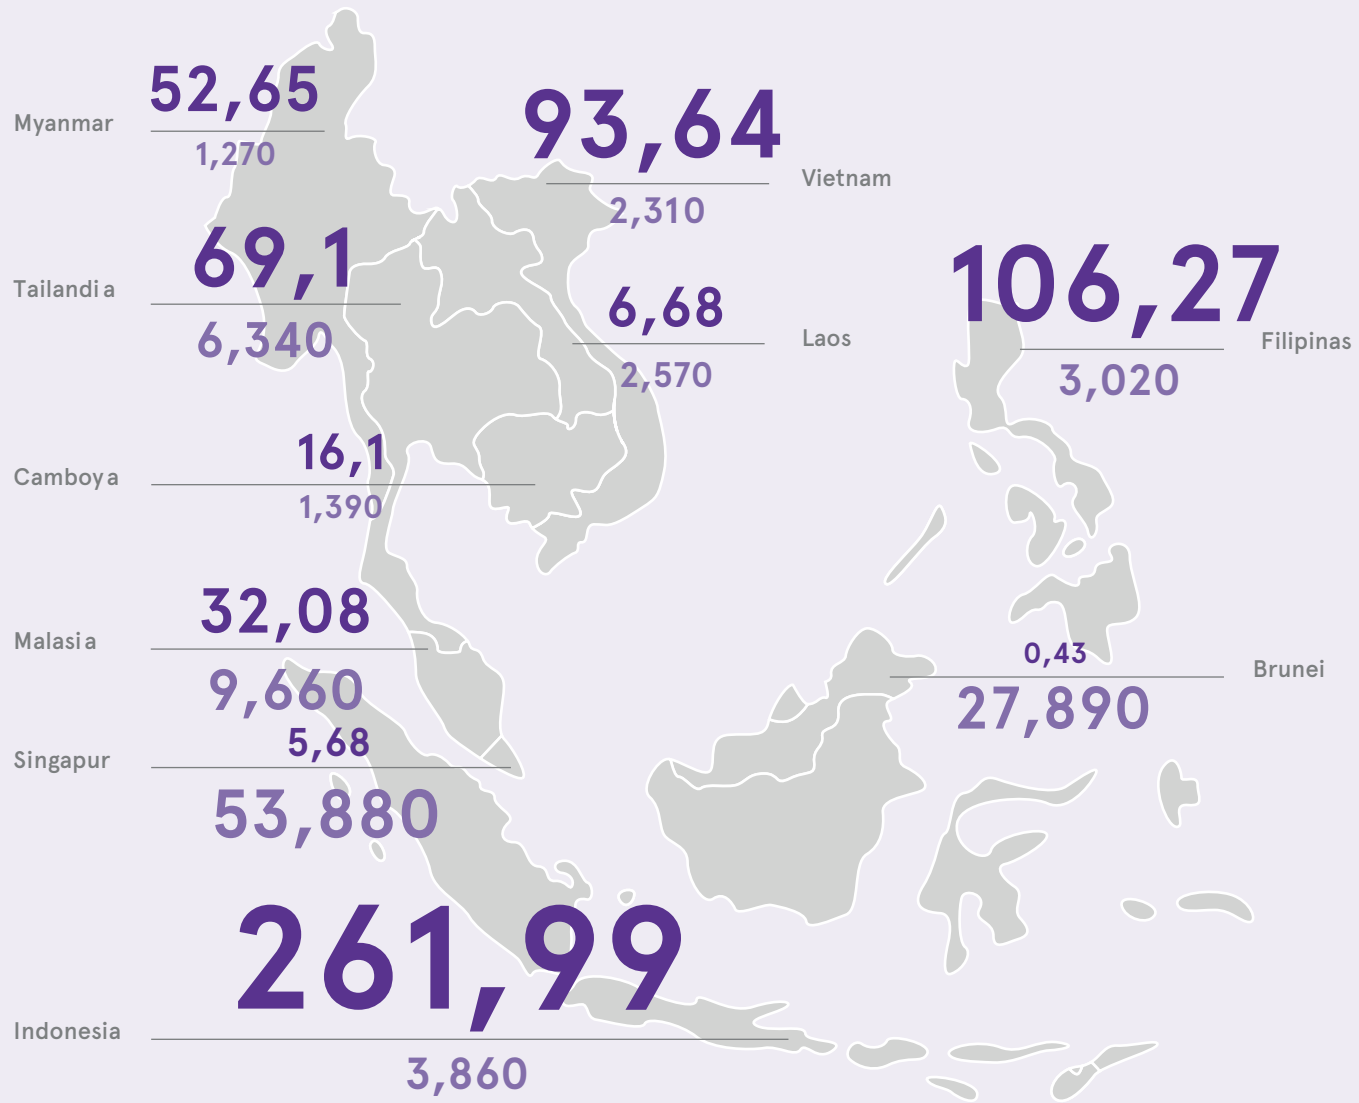 52,65
Myanmar
1,270
93,64
Vietnam
2,310
69,1
Tailandia
6,340
6,68
Laos
2,570
106,27
Filipinas
3,020
16,1
Camboya
1,390
32,08
Malasia
9,660
0,43
Brunei
27,890
5,68
Singapur
53,880
261,99
Indonesia
3,860